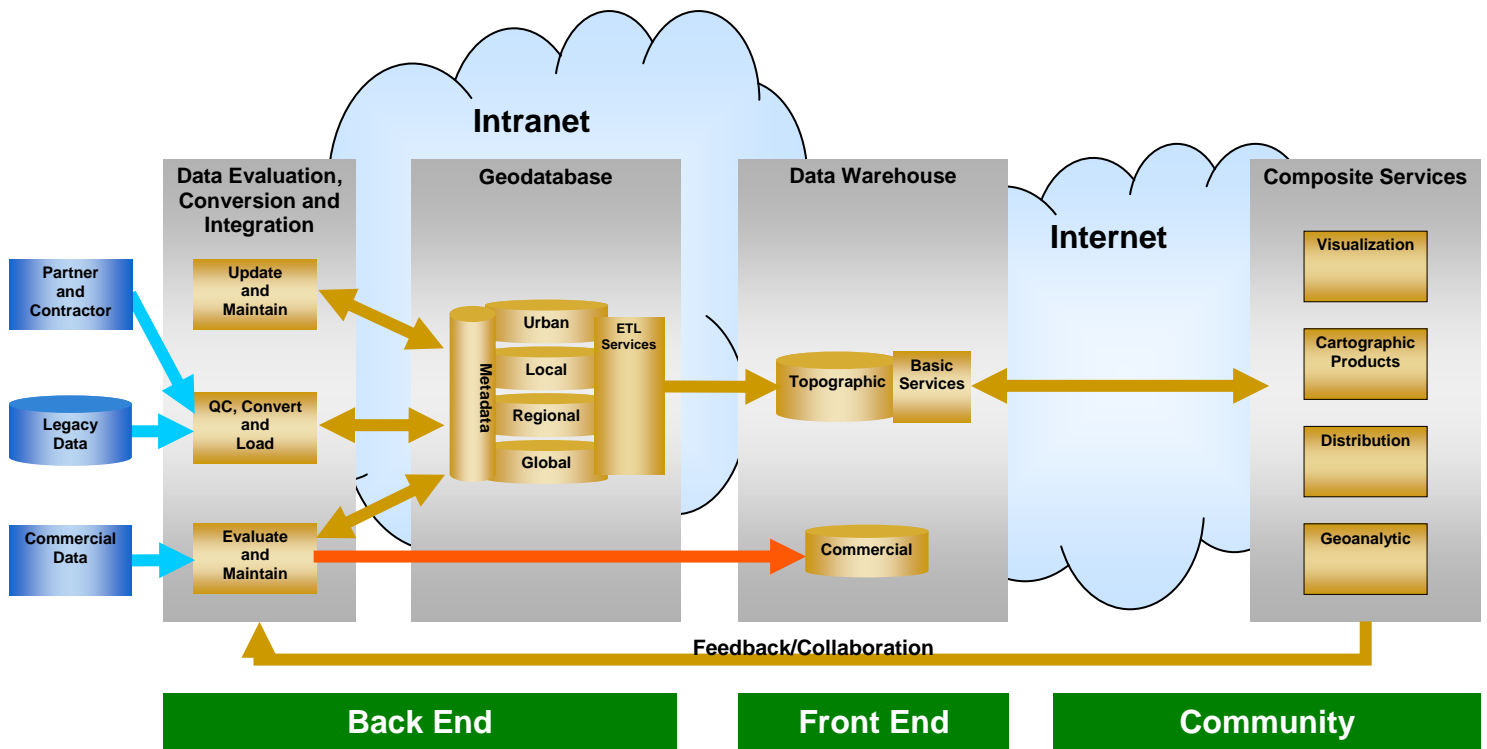 Intranet
Internet
Data Evaluation,
Conversion and
Integration
Geodatabase
Data Warehouse
Composite Services
Partner
and
Contractor
Legacy
Data
Commercial
Data
Update
and
Maintain
QC, Convert
and
Load
Evaluate
and
Maintain
Metadata
Urban
Local
Regional
Global
ETL
Services
Topographic
Basic
Services
Commercial
Visualization
Cartographic
Products
Distribution
Geoanalytic
Feedback/Collaboration
Back End
Front End
Community